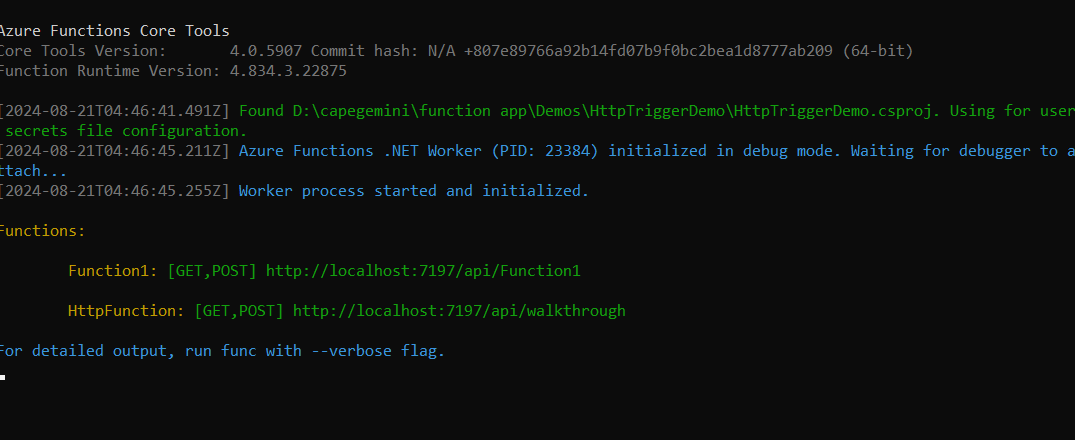 Azure Functions Core Tools
Core Tools Version:       4.0.5907 Commit hash: N/A +807e89766a92b14fd07b9f0bc2bea1d8777ab209 (64-bit)
Function Runtime Version: 4.834.3.22875
[2024-08-21T04:46:41.491Z] Found D:\capegemini\function app\Demos\HttpTriggerDemo\HttpTriggerDemo.csproj. Using for user
secrets file configuration.
[2024-08-21T04:46:45.211Z] Azure Functions .NET Worker (PID: 23384) initialized in debug mode. Waiting for debugger to a
ttach...
[2024-08-21T04:46:45.255Z] Worker process started and initialized.
Functions:
Function1: [GET,POST] http://localhost:7197/api/Function1
HttpFunction: [GET,POST] http://localhost:7197/api/walkthrough
For detailed output, run func with --verbose flag.